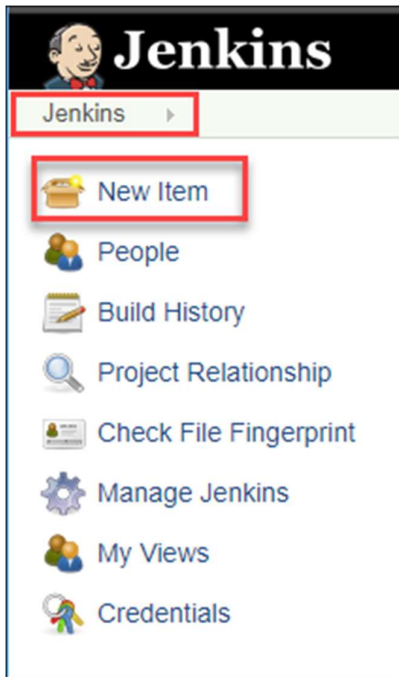 Jenkins
Jenkins
New Item
People
Build History
Project Relationship
Check File Fingerprint
Manage Jenkins
My Views
Credentials